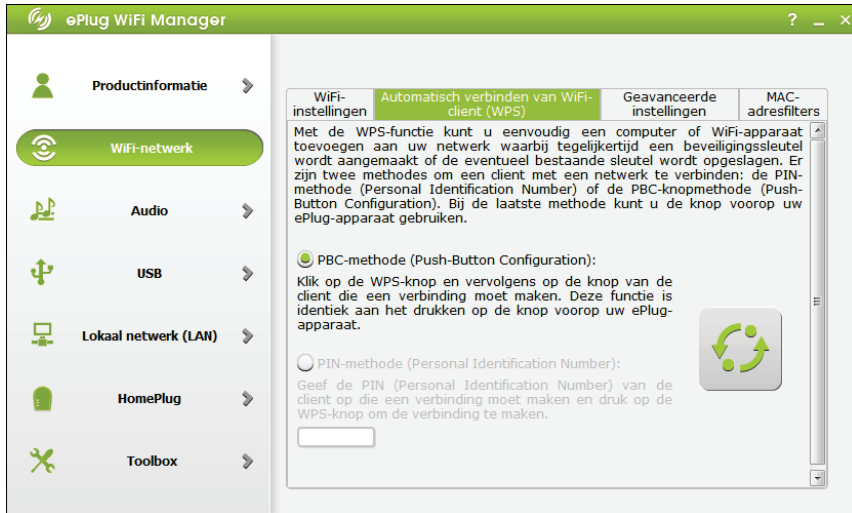 ePlug WiFi Manager
? _ ×
Productinformatie
WiFi-netwerk
Audio
USB
Lokaal netwerk (LAN)
HomePlug
Toolbox
WiFi-
instellingen
Automatisch verbinden van WiFi-
client (WPS)
Geavanceerde
instellingen
MAC-
adresfilters
Met de WPS-functie kunt u eenvoudig een computer of WiFi-apparaat
toevoegen aan uw netwerk waarbij tegelijkertijd een beveiligingssleutel
wordt aangemaakt of de eventueel bestaande sleutel wordt opgeslagen. Er
zijn twee methodes om een client met een netwerk te verbinden: de PIN-
methode (Personal Identification Number) of de PBC-knopmethode (Push-
Button Configuration). Bij de laatste methode kunt u de knop voorop uw
ePlug-apparaat gebruiken.
PBC-methode (Push-Button Configuration):
Klik op de WPS-knop en vervolgens op de knop van de
client die een verbinding moet maken. Deze functie is
identiek aan het drukken op de knop voorop uw ePlug-
apparaat.
PIN-methode (Personal Identification Number):
Geef de PIN (Personal Identification Number) van de
client op die een verbinding moet maken en druk op de
WPS-knop om de verbinding te maken.